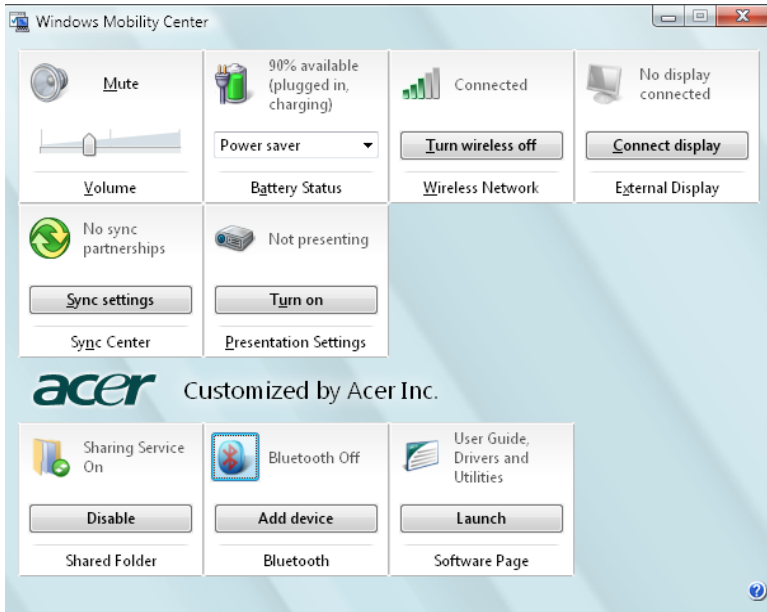 Windows Mobility Center
Mute
Volume
90% available
(plugged in,
charging)
Power saver
Battery Status
Connected
Turn wireless off
Wireless Network
No display
connected
Connect display
External Display
No sync
partnerships
Sync settings
Sync Center
Not presenting
Turn on
Presentation Settings
acer Customized by Acer Inc.
Sharing Service
On
Disable
Shared Folder
Bluetooth Off
Add device
Bluetooth
User Guide,
Drivers and
Utilities
Launch
Software Page